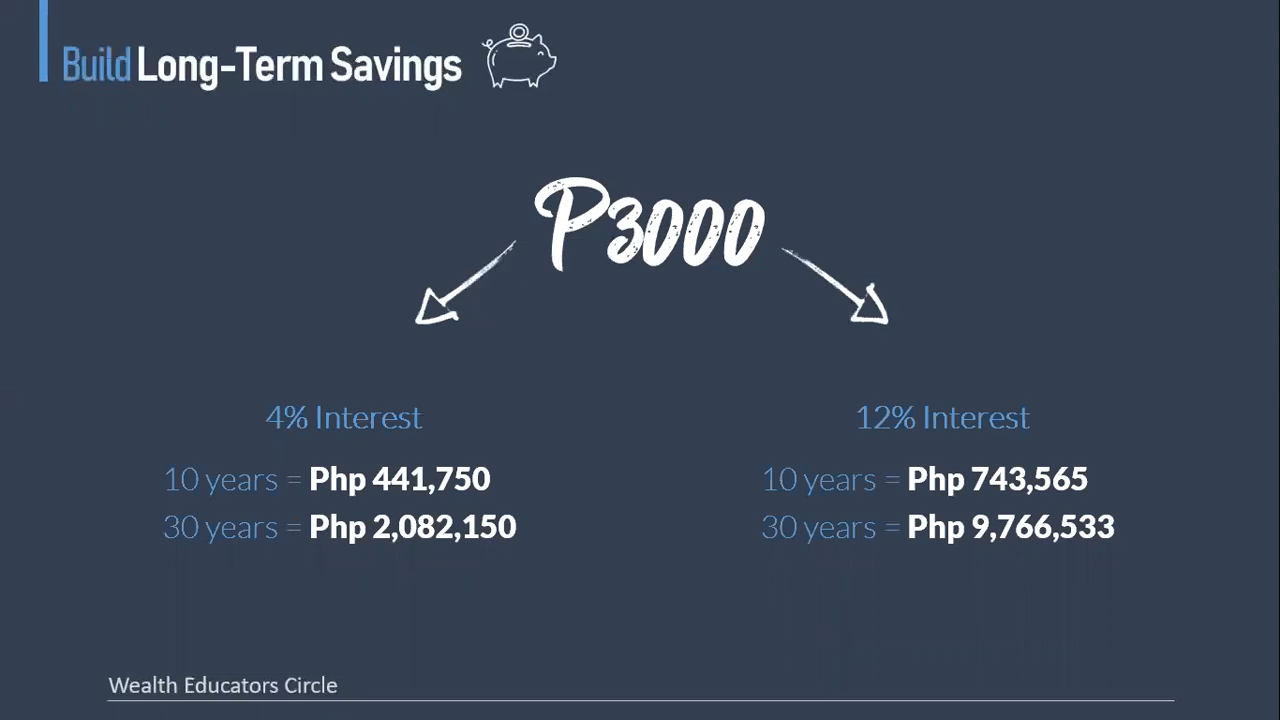 Build Long-Term Savings
P3000
4% Interest
10 years = Php 441,750
30 years = Php 2,082,150
12% Interest
10 years = Php 743,565
30 years = Php 9,766,533
Wealth Educators Circle